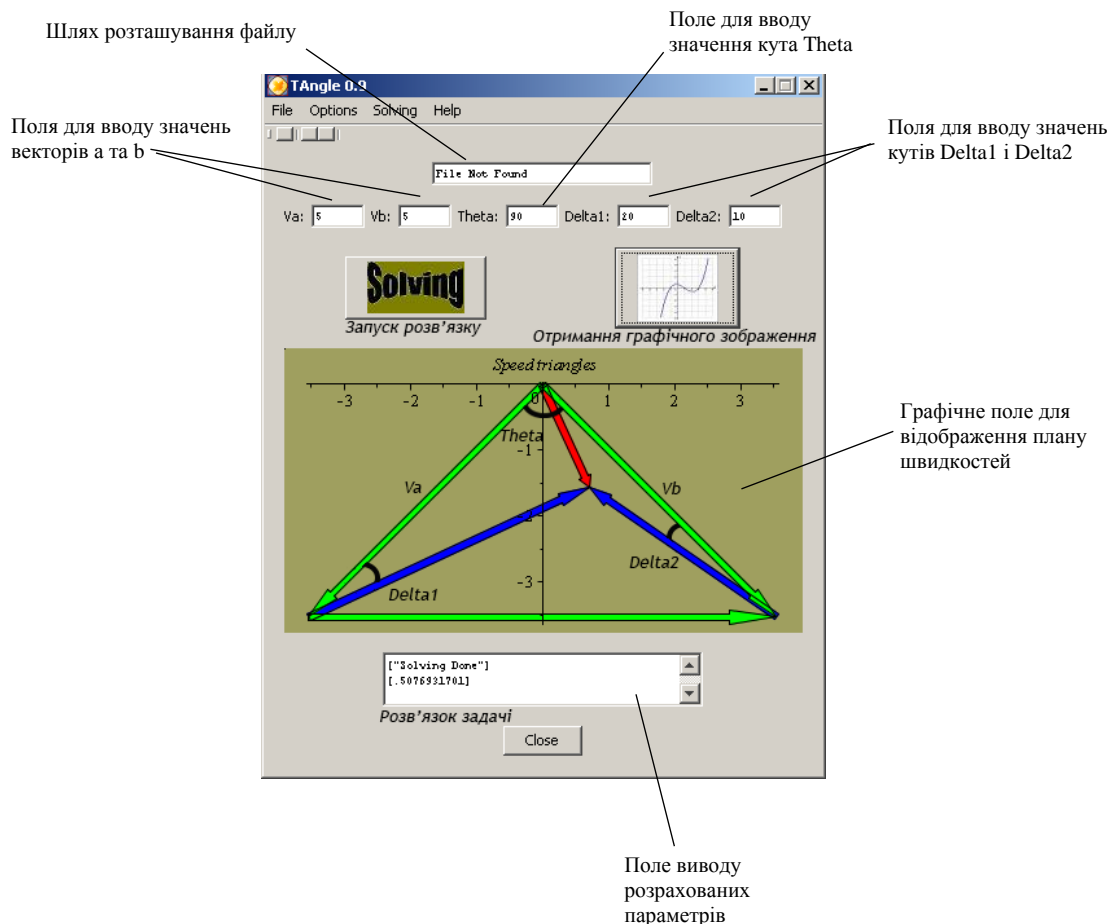 Поле для вводу
значення кута Theta
Шлях розташування файлу
TAngle 0.9
File Options Solving Help
Поля для вводу значень
векторів a та b
Поля для вводу значень
кутів Delta1 і Delta2
File Not Found
Va: 5 Vb: 5 Theta: 90 Delta1: 20 Delta2: 10
Solving
Запуск розв’язку
Отримання графічного зображення
Speed triangles
-3 -2 -1 0 1 2 3
Theta
-1
Va
Vb
-2
Delta2
-3
Delta1
Графічне поле для
відображення плану
швидкостей
["Solving Done"]
[.5076931701]
Розв’язок задачі
Close
Поле виводу
розрахованих
параметрів